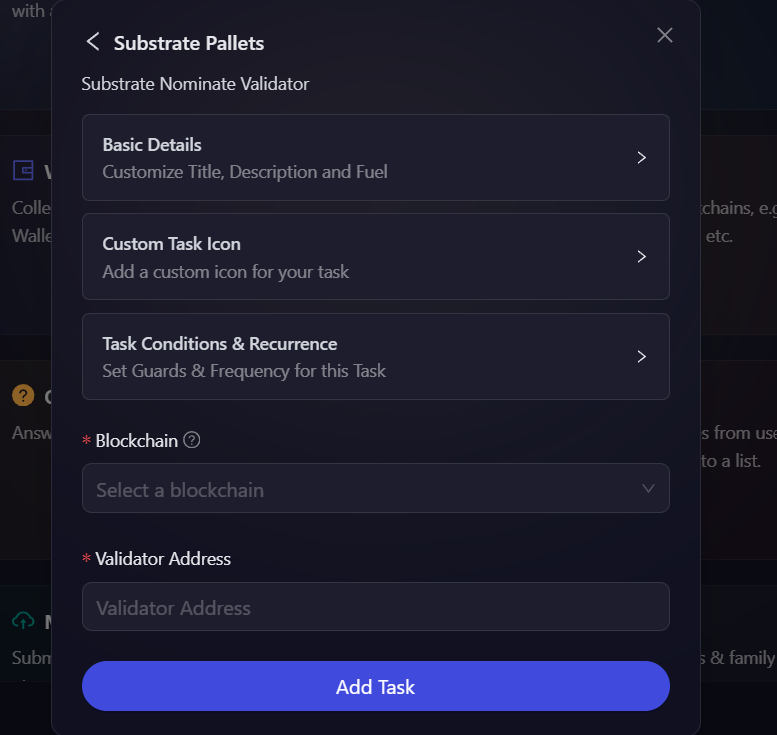 with
Substrate Pallets
Substrate Nominate Validator
Basic Details
Customize Title, Description and Fuel
Custom Task Icon
Add a custom icon for your task
Task Conditions & Recurrence
Set Guards & Frequency for this Task
* Blockchain ?
Select a blockchain
* Validator Address
Validator Address
Add Task
Colle
chains, e.g
Walle
etc.
?
Answ
s from use
to a list.
Subm
s & family